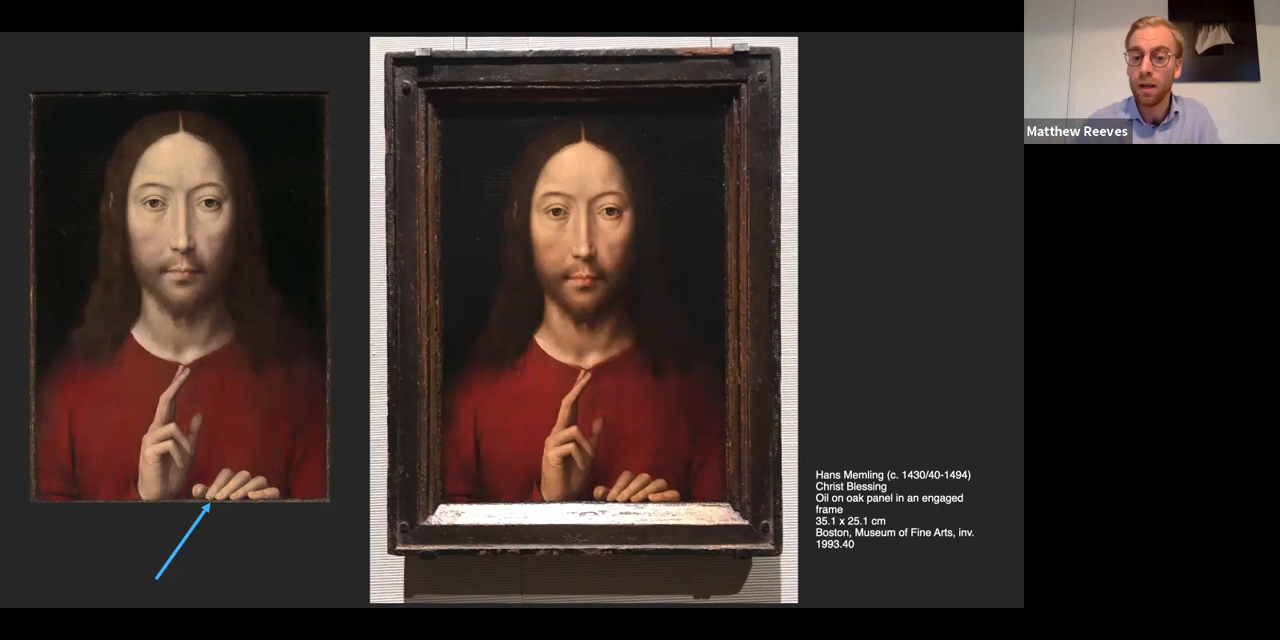 Matthew Reeves
Hans Memling (c. 1430/40-1494)
Christ Blessing
Oil on oak panel in an engaged
frame
35.1 x 25.1 cm
Boston, Museum of Fine Arts, inv.
1993.40